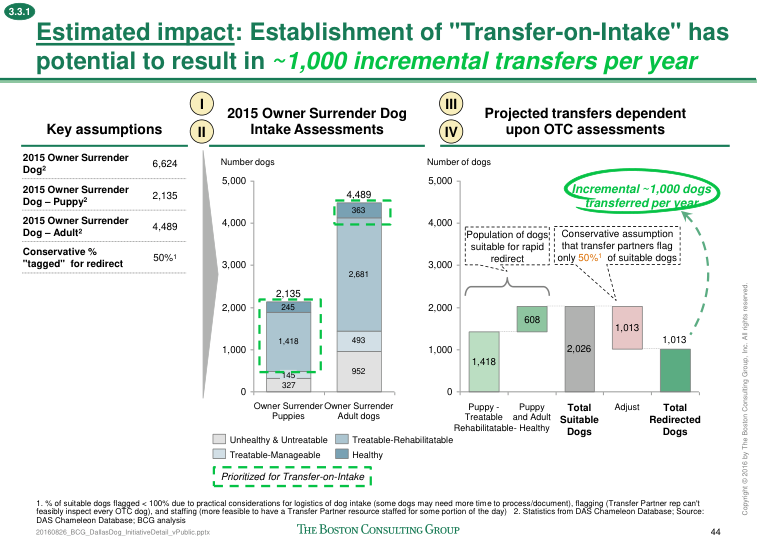 3.3.1
Estimated impact: Establishment of "Transfer-on-Intake" has
potential to result in ~1,000 incremental transfers per year
Key assumptions
2015 Owner Surrender
Dog²
6,624
2015 Owner Surrender
Dog – Puppy²
2,135
2015 Owner Surrender
Dog – Adult²
4,489
Conservative %
"tagged" for redirect
50%¹
I
II
2015 Owner Surrender Dog
Intake Assessments
Number dogs
5,000
4,000
3,000
2,000
1,000
0
2,135
245
1,418
145
327
4,489
363
2,681
493
952
Owner Surrender
Puppies
Owner Surrender
Adult dogs
Unhealthy & Untreatable
Treatable-Rehabilitatable
Treatable-Manageable
Healthy
Prioritized for Transfer-on-Intake
III
IV
Projected transfers dependent
upon OTC assessments
Number of dogs
5,000
4,000
3,000
2,000
1,000
0
Incremental ~1,000 dogs
transferred per year
Population of dogs
suitable for rapid
redirect
Conservative assumption
that transfer partners flag
only 50%¹ of suitable dogs
1,418
608
2,026
1,013
1,013
Puppy -
Treatable
Rehabilitatable
Puppy
and Adult
- Healthy
Total
Suitable
Dogs
Adjust
Total
Redirected
Dogs
1. % of suitable dogs flagged < 100% due to practical considerations for logistics of dog intake (some dogs may need more time to process/document), flagging (Transfer Partner rep can't
feasibly inspect every OTC dog), and staffing (more feasible to have a Transfer Partner resource staffed for some portion of the day) 2. Statistics from DAS Chameleon Database; Source:
DAS Chameleon Database; BCG analysis
20160826_BCG_DallasDog_InitiativeDetail_vPublic.pptx
THE BOSTON CONSULTING GROUP
44
Copyright © 2016 by The Boston Consulting Group, Inc. All rights reserved.